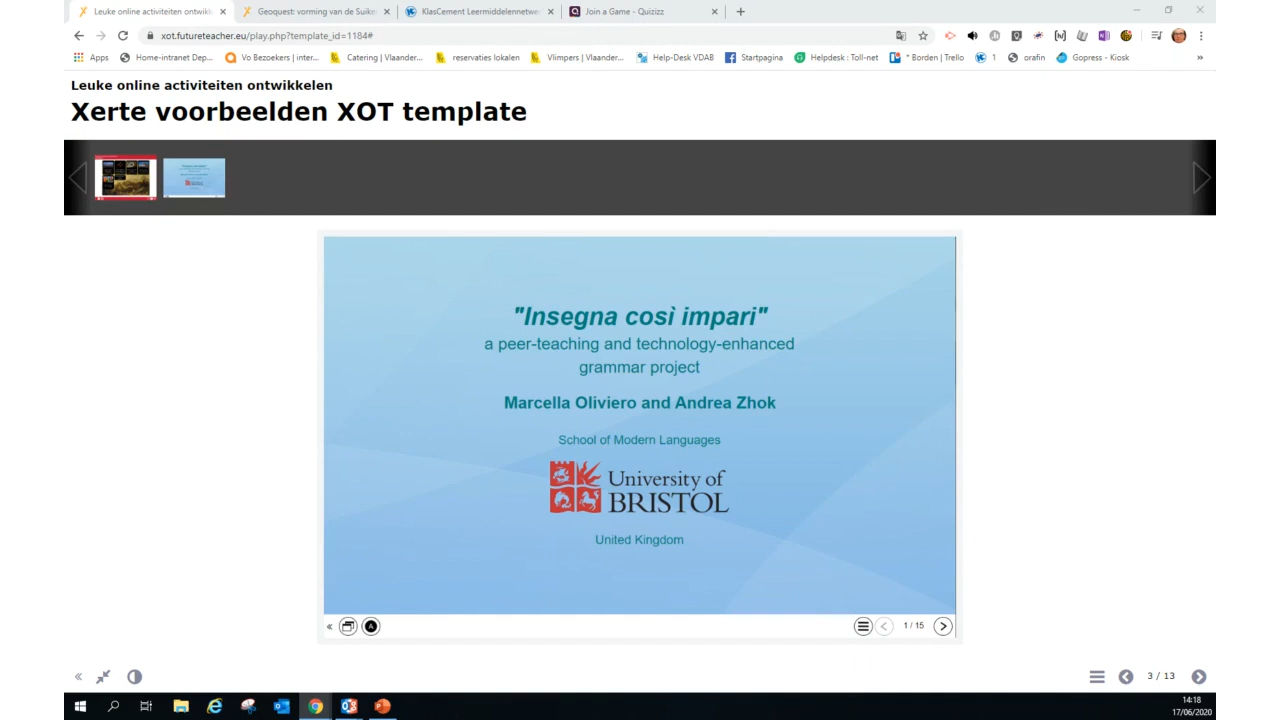 Leuke online activiteiten ontwikk
Geoquest: vorming van de Suike
KlasCement Leermiddelennetwe
Join a Game - Quizizz
xot.futureteacher.eu/play.php?template_id=1184#
Apps
Home-intranet Dep...
Vo Bezoekers | inter...
Catering | Vlaander...
reservaties lokalen
Vlimpers | Vlaander...
Help-Desk VDAB
Startpagina
Helpdesk : Toll-net
* Borden | Trello
1
orafin
Gopress - Kiosk
»
Leuke online activiteiten ontwikkelen
Xerte voorbeelden XOT template
"Insegna così impari"
a peer-teaching and technology-enhanced
grammar project
Marcella Oliviero and Andrea Zhok
School of Modern Languages
University of
BRISTOL
United Kingdom
« A 1 / 15
« 3 / 13
14:18
17/06/2020